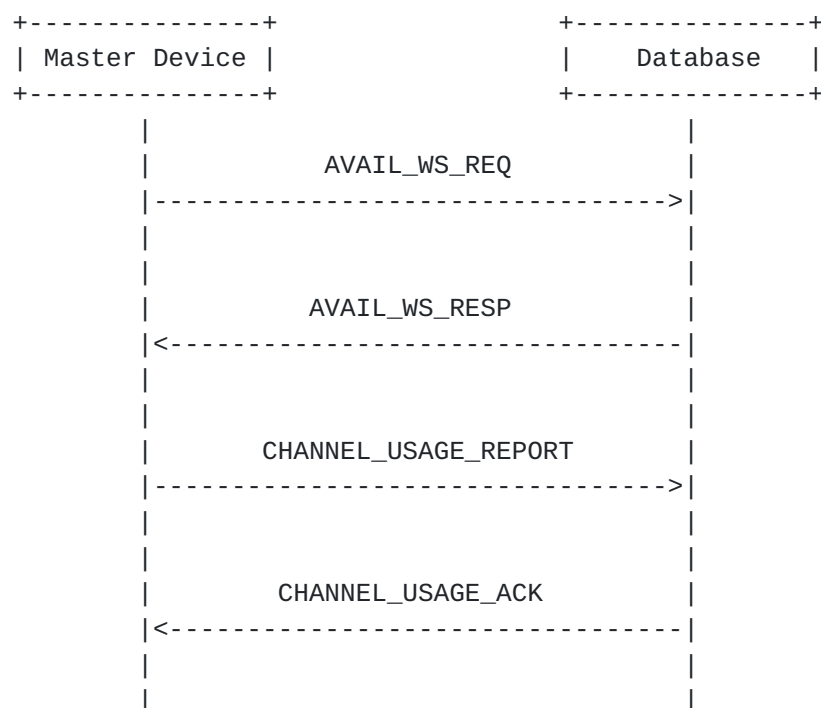 Master Device Database
AVAIL_WS_REQ
AVAIL_WS_RESP
CHANNEL_USAGE_REPORT
CHANNEL_USAGE_ACK